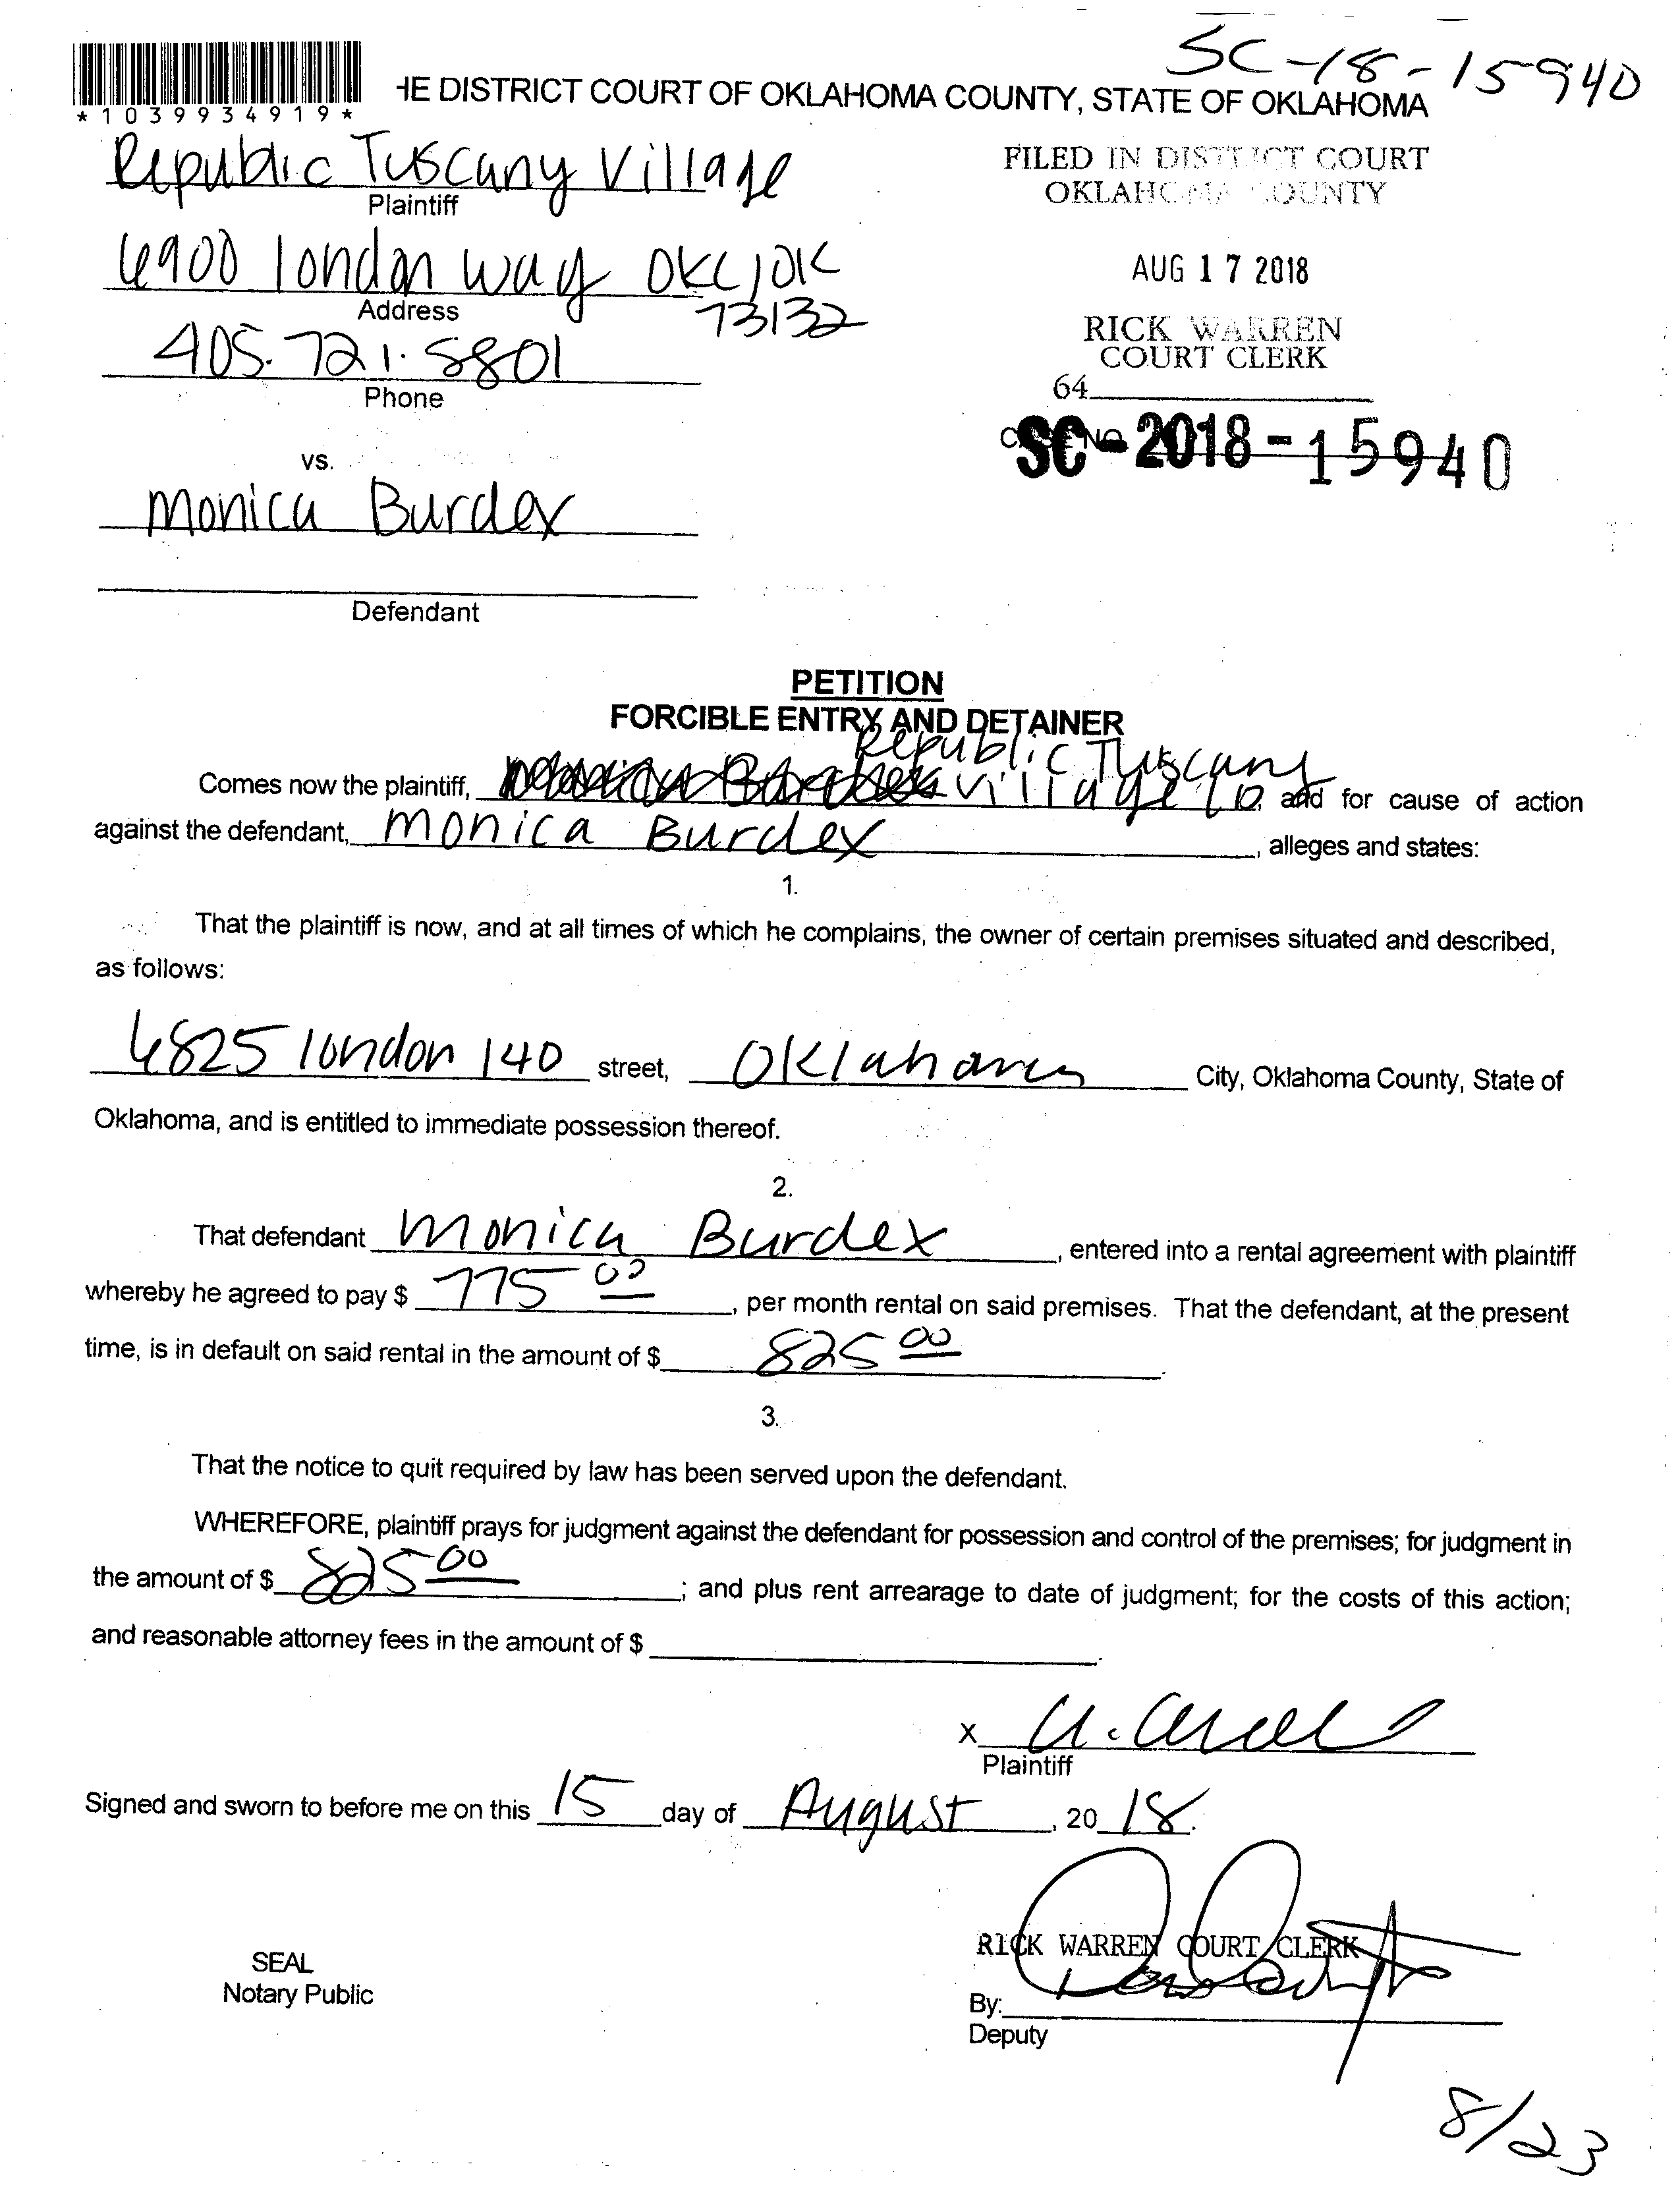 SC-18-15940
*1039934919*
HE DISTRICT COURT OF OKLAHOMA COUNTY, STATE OF OKLAHOMA
Republic Tuscany Village
Plaintiff
FILED IN DISTRICT COURT
OKLAHOMA COUNTY
6900 london way OKC, OK
73132
Address
AUG 17 2018
405.721.5801
Phone
RICK WARREN
COURT CLERK
64
SC-2018-15940
vs.
Monica Burdex
Defendant
PETITION
FORCIBLE ENTRY AND DETAINER
Republic Tuscany
Comes now the plaintiff, Village, and for cause of action
against the defendant, Monica Burdex, alleges and states:
1.
That the plaintiff is now, and at all times of which he complains, the owner of certain premises situated and described,
as follows:
6825 london 140 street, Oklahoma City, Oklahoma County, State of
Oklahoma, and is entitled to immediate possession thereof.
2.
That defendant Monica Burdex, entered into a rental agreement with plaintiff
whereby he agreed to pay $ 775 00, per month rental on said premises. That the defendant, at the present
time, is in default on said rental in the amount of $ 825 00.
3.
That the notice to quit required by law has been served upon the defendant.
WHEREFORE, plaintiff prays for judgment against the defendant for possession and control of the premises; for judgment in
the amount of $ 825 00; and plus rent arrearage to date of judgment; for the costs of this action;
and reasonable attorney fees in the amount of $.
X
Plaintiff
Signed and sworn to before me on this 15 day of August, 20 18.
RICK WARREN COURT CLERK
SEAL
Notary Public
By:
Deputy
8/23